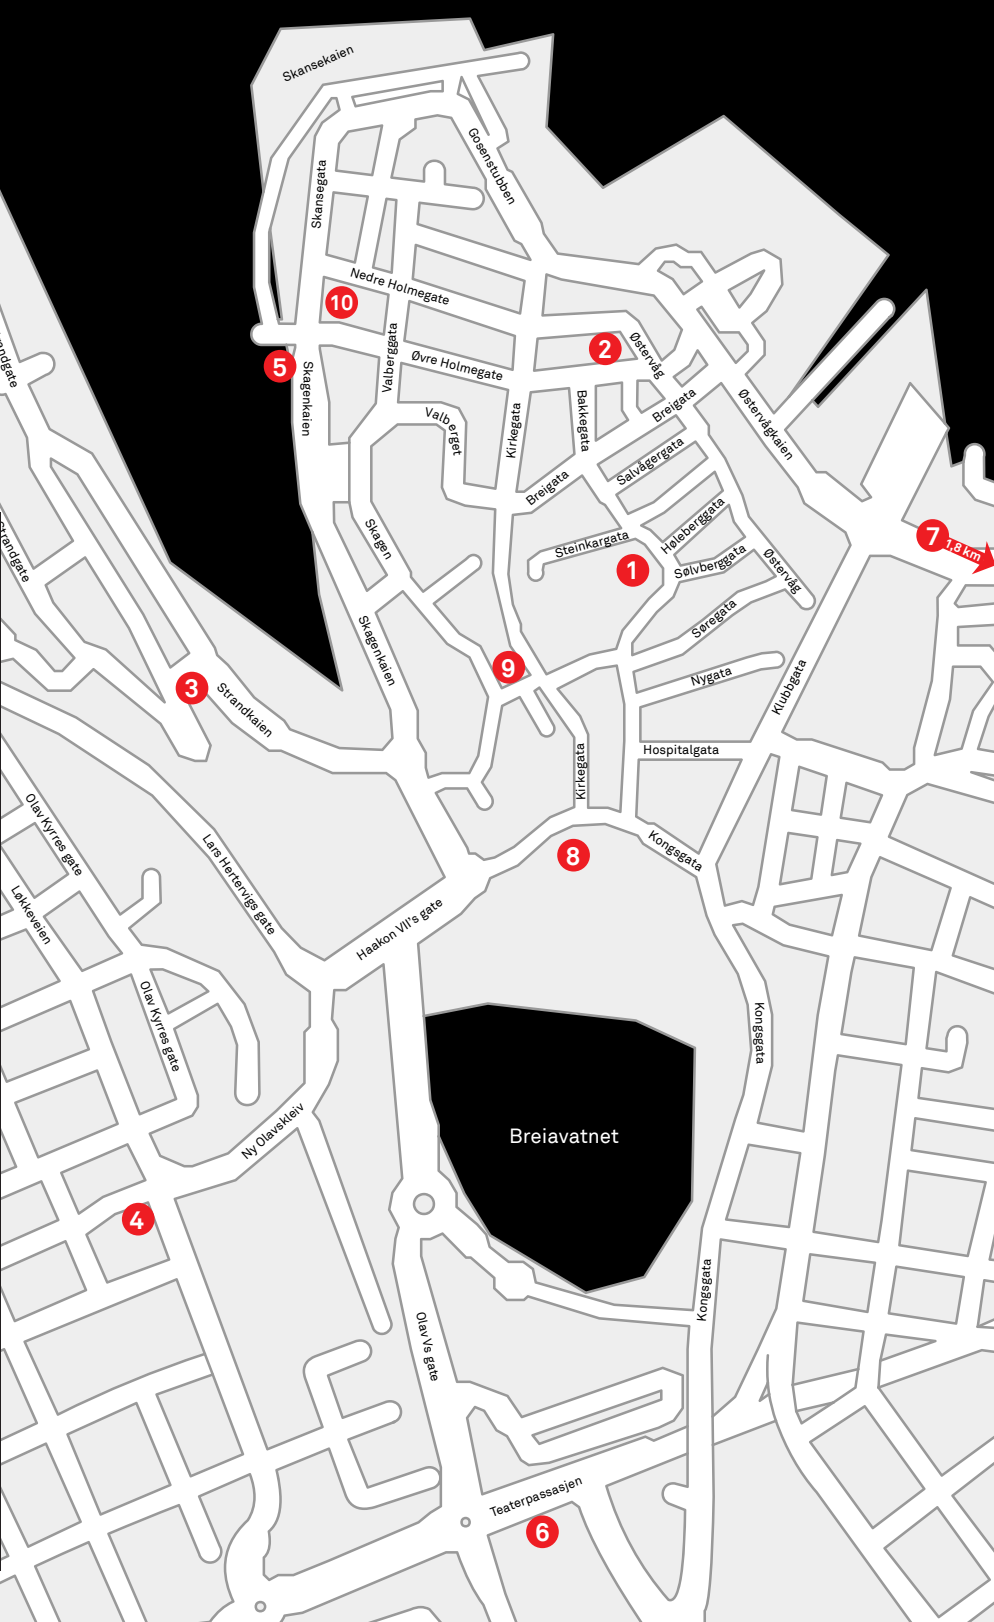 Skansekaien
Gosenstubben
Skansegata
Nedre Holmegate
10
Østervåg
2
Valberggata
Øvre Holmegate
5
Skagenkaien
Breigata
Bakkegata
Østervågkaien
Valberget
Kirkegata
Salvågergata
Breigata
Høleberggata
Skagen
Steinkargata
7
1,8 km
Strandgate
1
Sølvberggata
Østervåg
Skagenkaien
Søregata
9
Nygata
Klubbgata
3
Strandkaien
Hospitalgata
Kirkegata
Olav Kyrres gate
Lars Hertervigs gate
8
Kongsgata
Løkkeveien
Haakon VII's gate
Olav Kyrres gate
Kongsgata
Ny Olavskleiv
Breiavatnet
4
Kongsgata
Olav Vs gate
Teaterpassasjen
6